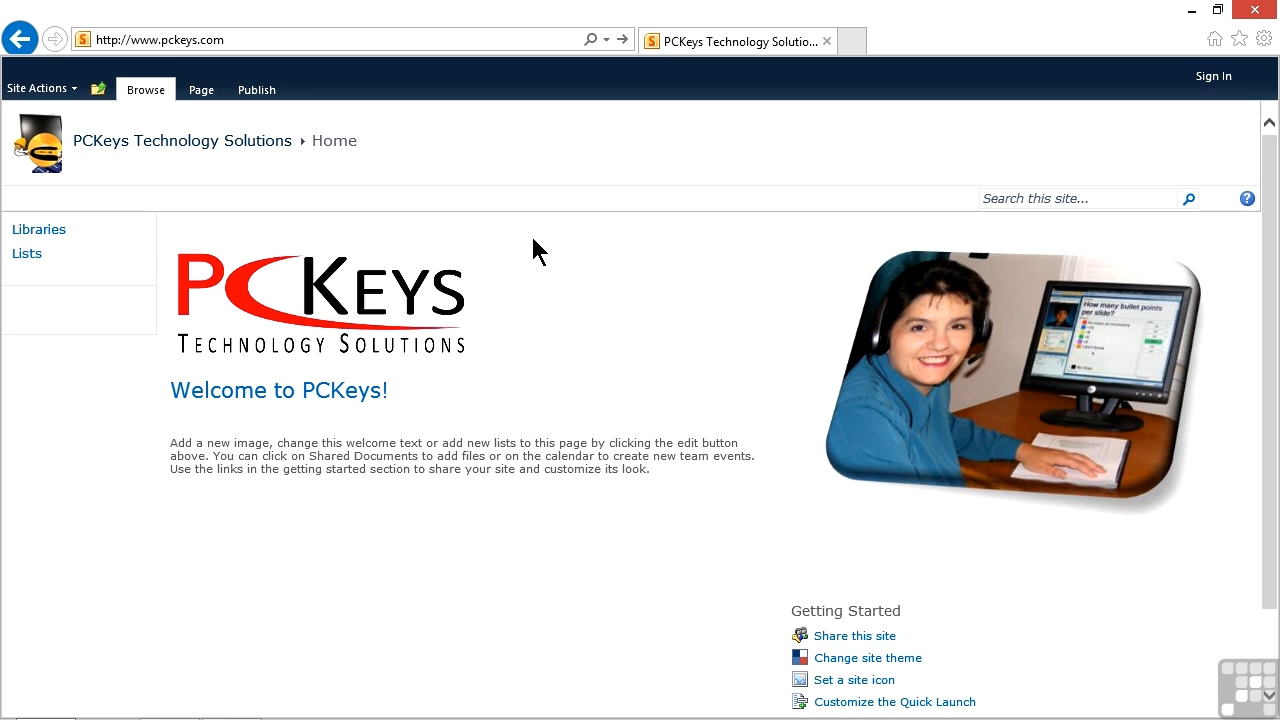 http://www.pckeys.com
PCKeys Technology Solutio...
Sign In
Site Actions
Browse
Page
Publish
PCKeys Technology Solutions
Home
Search this site...
Libraries
Lists
PCKEYS
TECHNOLOGY SOLUTIONS
Welcome to PCKeys!
Add a new image, change this welcome text or add new lists to this page by clicking the edit button
above. You can click on Shared Documents to add files or on the calendar to create new team events.
Use the links in the getting started section to share your site and customize its look.
How many bullet points
per slide?
Getting Started
Share this site
Change site theme
Set a site icon
Customize the Quick Launch